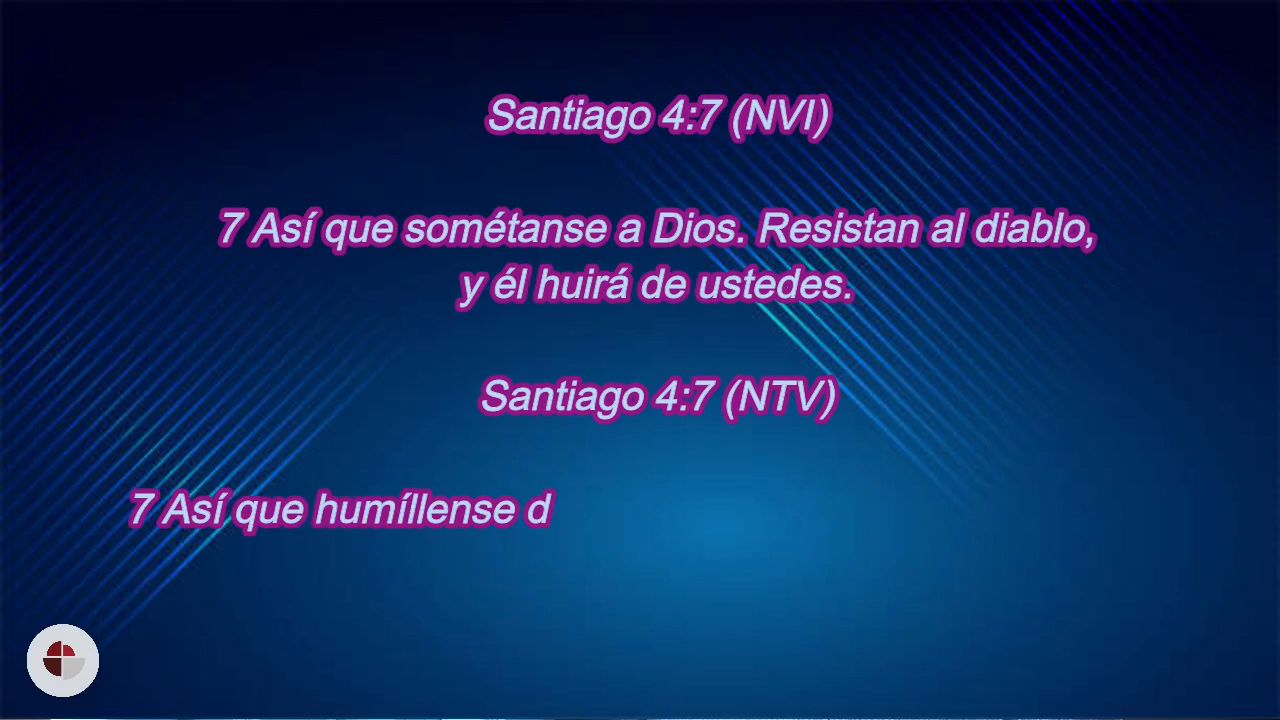 Santiago 4:7 (NVI)
7 Así que sométanse a Dios. Resistan al diablo,
y él huirá de ustedes.
Santiago 4:7 (NTV)
7 Así que humíllense d